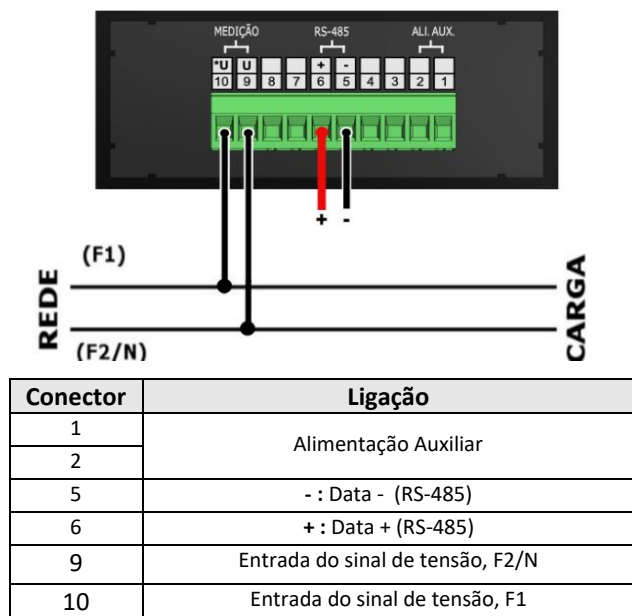 MEDIÇÃO RS-485 ALI. AUX.
*U U + -
10 9 8 7 6 5 4 3 2 1
+ -
(F1)
REDE
CARGA
(F2/N)
Conector Ligação
1
Alimentação Auxiliar
2
5 - : Data - (RS-485)
6 + : Data + (RS-485)
9 Entrada do sinal de tensão, F2/N
10 Entrada do sinal de tensão, F1